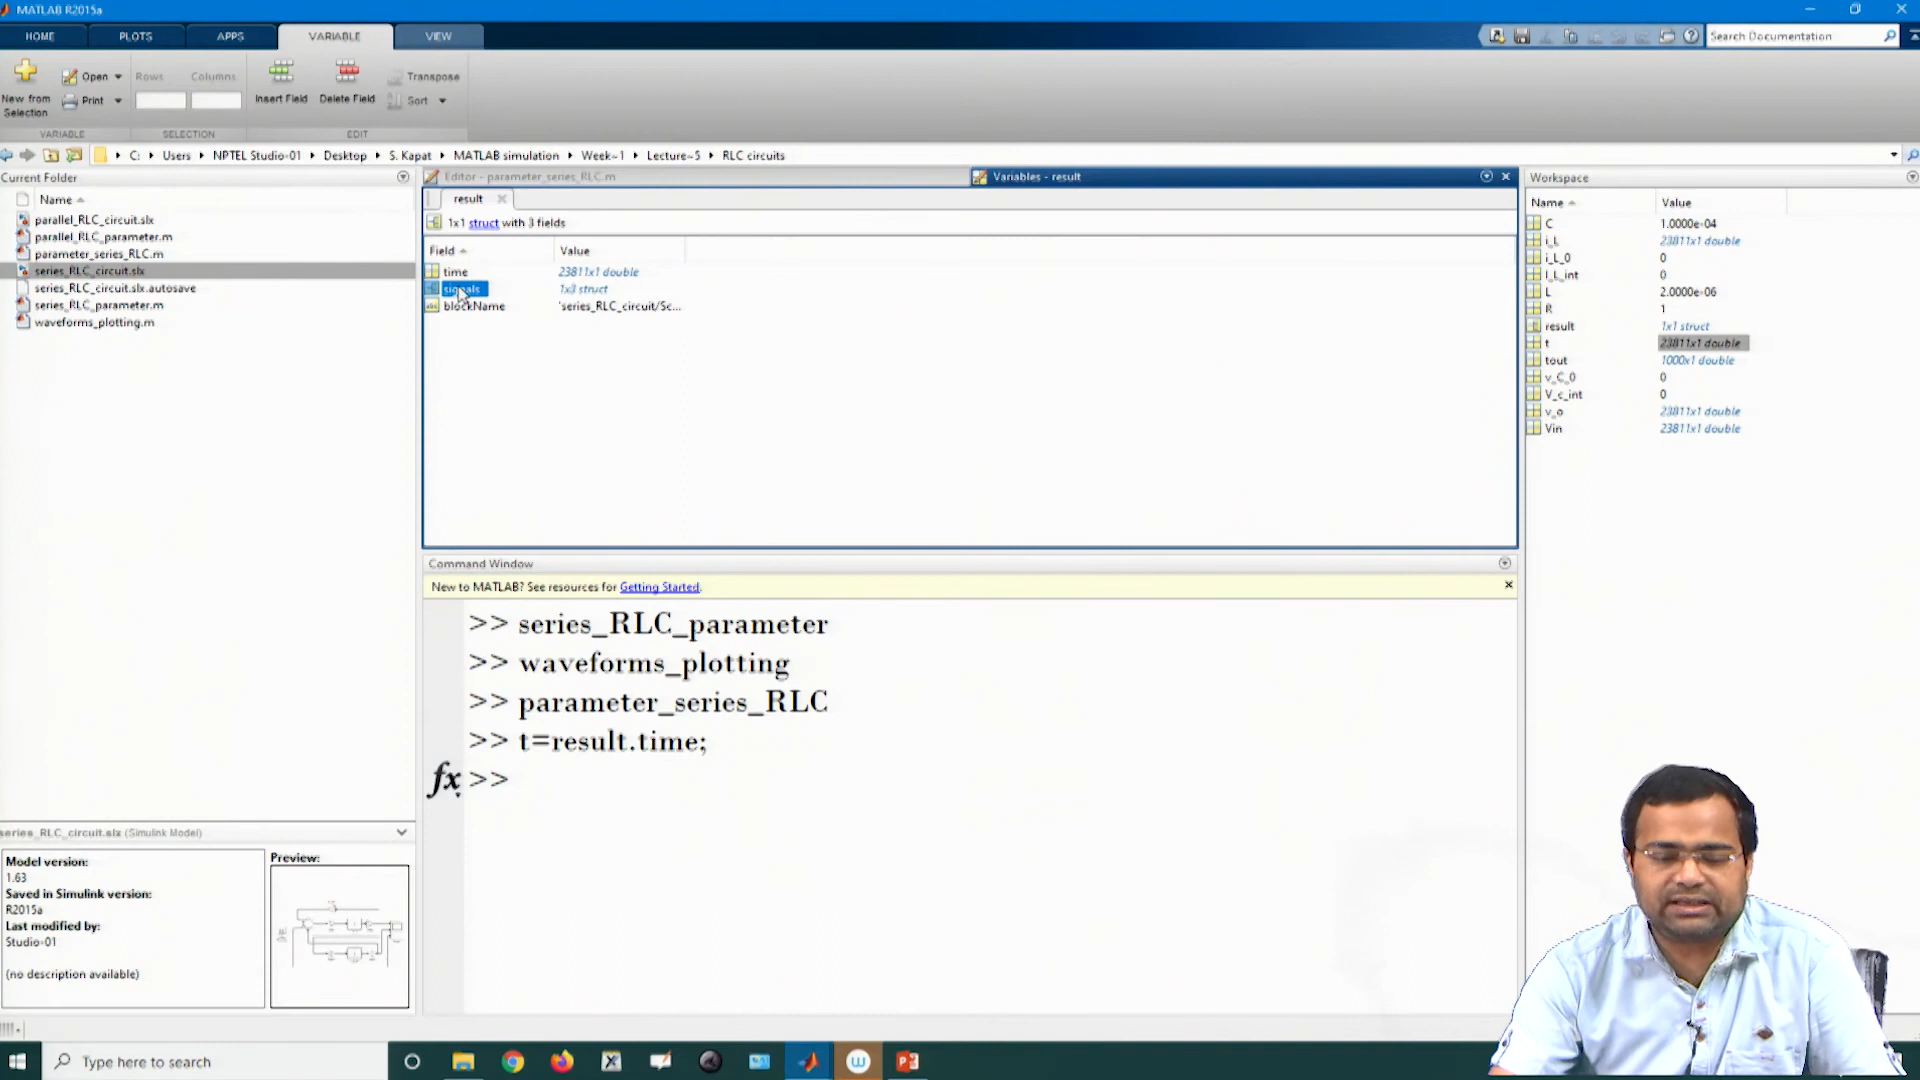 MATLAB R2015a
HOME PLOTS APPS VARIABLE VIEW
Search Documentation
New from Selection
Open
Print
Rows Columns
Insert Field
Delete Field
Transpose
Sort
VARIABLE SELECTION EDIT
C: Users NPTEL Studio-01 Desktop S. Kapat MATLAB simulation Week~1 Lecture~5 RLC circuits
Current Folder
Name
parallel_RLC_circuit.slx
parallel_RLC_parameter.m
parameter_series_RLC.m
series_RLC_circuit.slx
series_RLC_circuit.slx.autosave
series_RLC_parameter.m
waveforms_plotting.m
series_RLC_circuit.slx (Simulink Model)
Model version:
1.63
Saved in Simulink version:
R2015a
Last modified by:
Studio-01
(no description available)
Preview:
Editor - parameter_series_RLC.m
Variables - result
result
1x1 struct with 3 fields
Field Value
time 23811x1 double
signals 1x3 struct
blockName 'series_RLC_circuit/Sc...
Command Window
New to MATLAB? See resources for Getting Started.
>> series_RLC_parameter
>> waveforms_plotting
>> parameter_series_RLC
>> t=result.time;
fx >>
Workspace
Name Value
C 1.0000e-04
i_L 23811x1 double
i_L_0 0
I_L_int 0
L 2.0000e-06
R 1
result 1x1 struct
t 23811x1 double
tout 1000x1 double
v_C_0 0
V_c_int 0
v_o 23811x1 double
Vin 23811x1 double
Type here to search